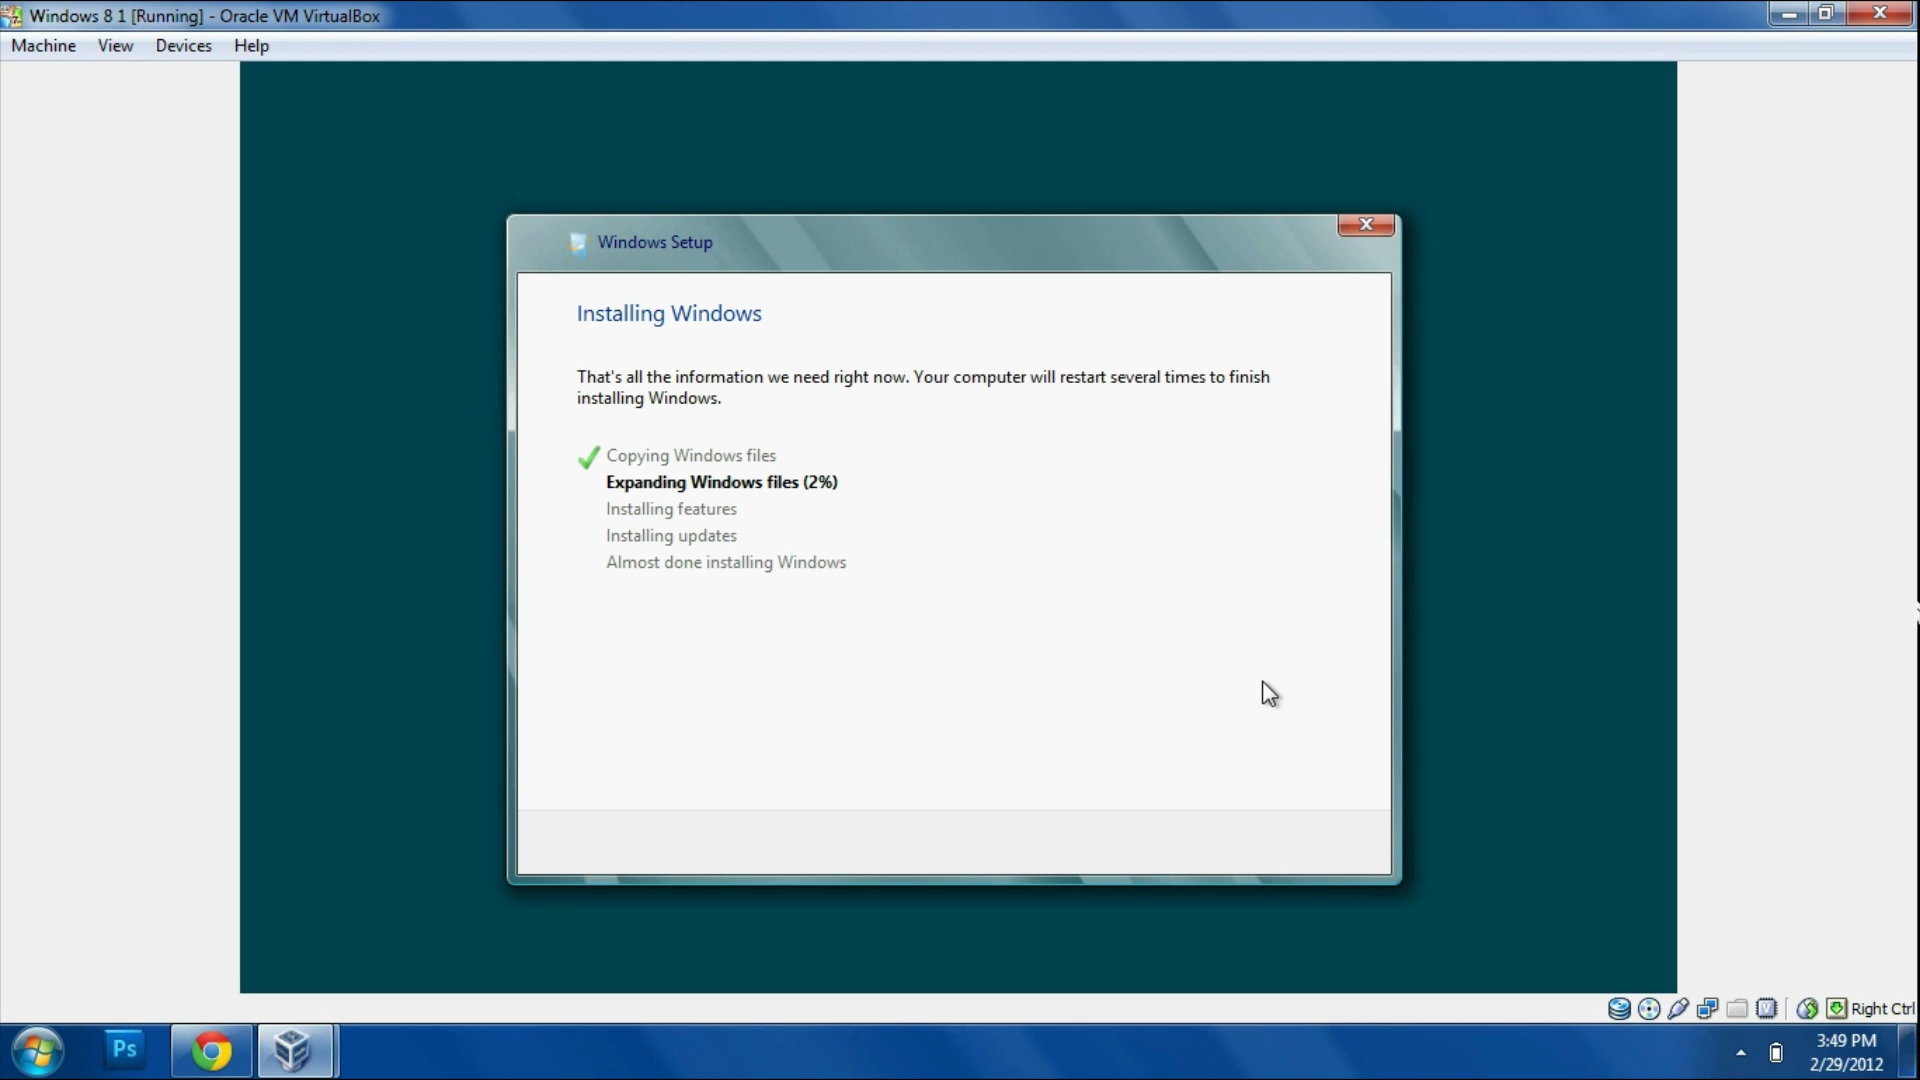 Windows 8 1 [Running] - Oracle VM VirtualBox
Machine View Devices Help
Windows Setup
Installing Windows
That's all the information we need right now. Your computer will restart several times to finish
installing Windows.
Copying Windows files
Expanding Windows files (2%)
Installing features
Installing updates
Almost done installing Windows
Right Ctrl
Ps
3:49 PM
2/29/2012